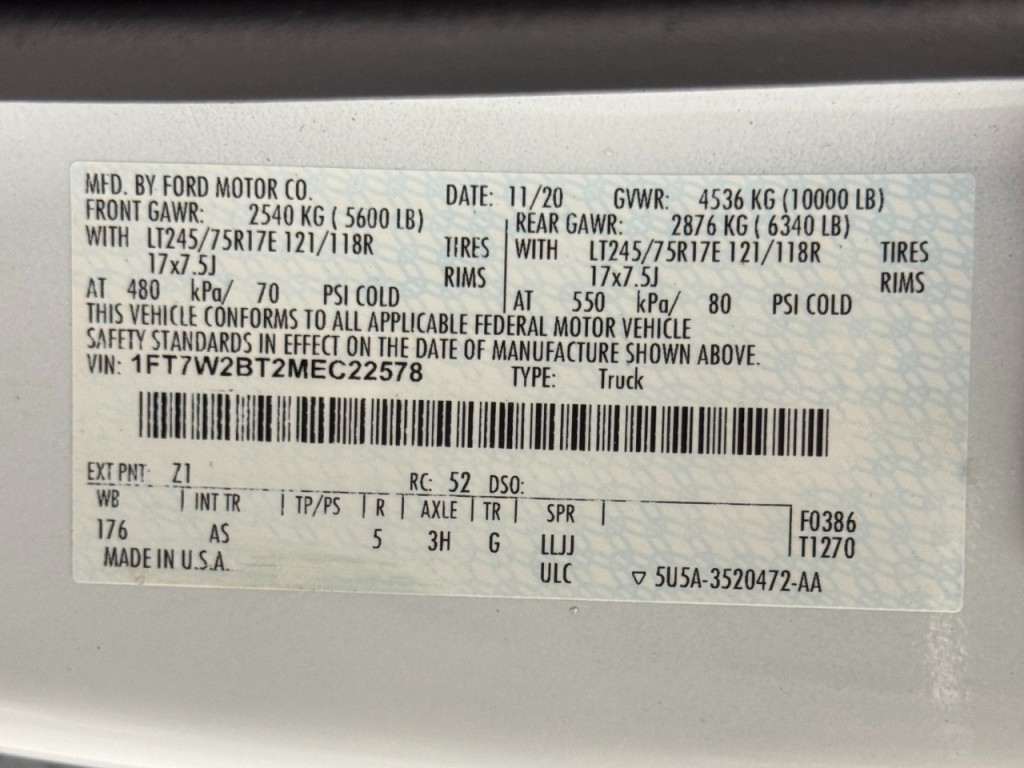 MFD. BY FORD MOTOR CO. DATE: 11/20 GVWR: 4536 KG (10000 LB)
FRONT GAWR: 2540 KG ( 5600 LB) REAR GAWR: 2876 KG ( 6340 LB)
WITH LT245/75R17E 121/118R TIRES WITH LT245/75R17E 121/118R TIRES
17x7.5J RIMS 17x7.5J RIMS
AT 480 kPa/ 70 PSI COLD AT 550 kPa/ 80 PSI COLD
THIS VEHICLE CONFORMS TO ALL APPLICABLE FEDERAL MOTOR VEHICLE
SAFETY STANDARDS IN EFFECT ON THE DATE OF MANUFACTURE SHOWN ABOVE.
VIN: 1FT7W2BT2MEC22578 TYPE: Truck
EXT PNT: Z1 RC: 52 DSO:
WB INT TR TP/PS R AXLE TR SPR F0386
176 AS 5 3H G LLJJ T1270
MADE IN U.S.A. ULC 5U5A-3520472-AA